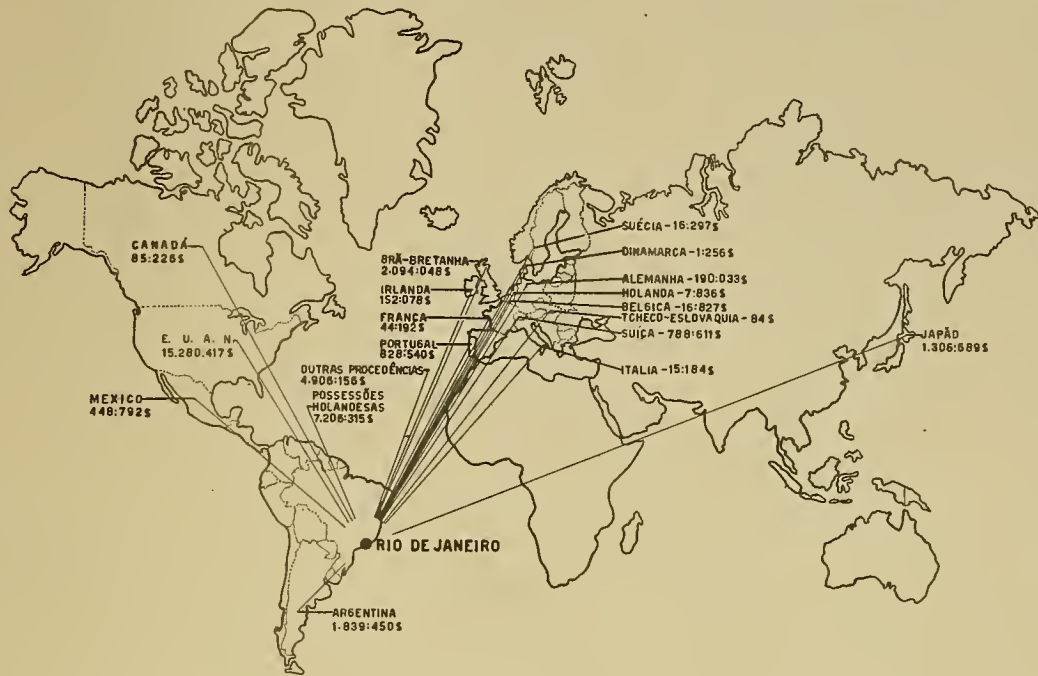 CANADÁ
85:226$
E. U. A. N.
15.280:417$
MEXICO
448:792$
BRÃ-BRETANHA
2.094:048$
IRLANDA
152:078$
FRANÇA
44:192$
PORTUGAL
828:540$
OUTRAS PROCEDÊNCIAS
4.906:156$
POSSESSÕES
HOLANDESAS
7.206:315$
SUÉCIA-16:297$
DINAMARCA-1:256$
ALEMANHA-190:033$
HOLANDA-7:836$
BELGICA-16:827$
TCHECO-ESLOVAQUIA-84$
SUÍÇA-788:611$
ITALIA-15:184$
JAPÃO
1.306:689$
RIO DE JANEIRO
ARGENTINA
1.839:450$